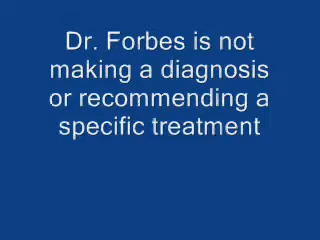 Dr. Forbes is not
making a diagnosis
or recommending a
specific treatment